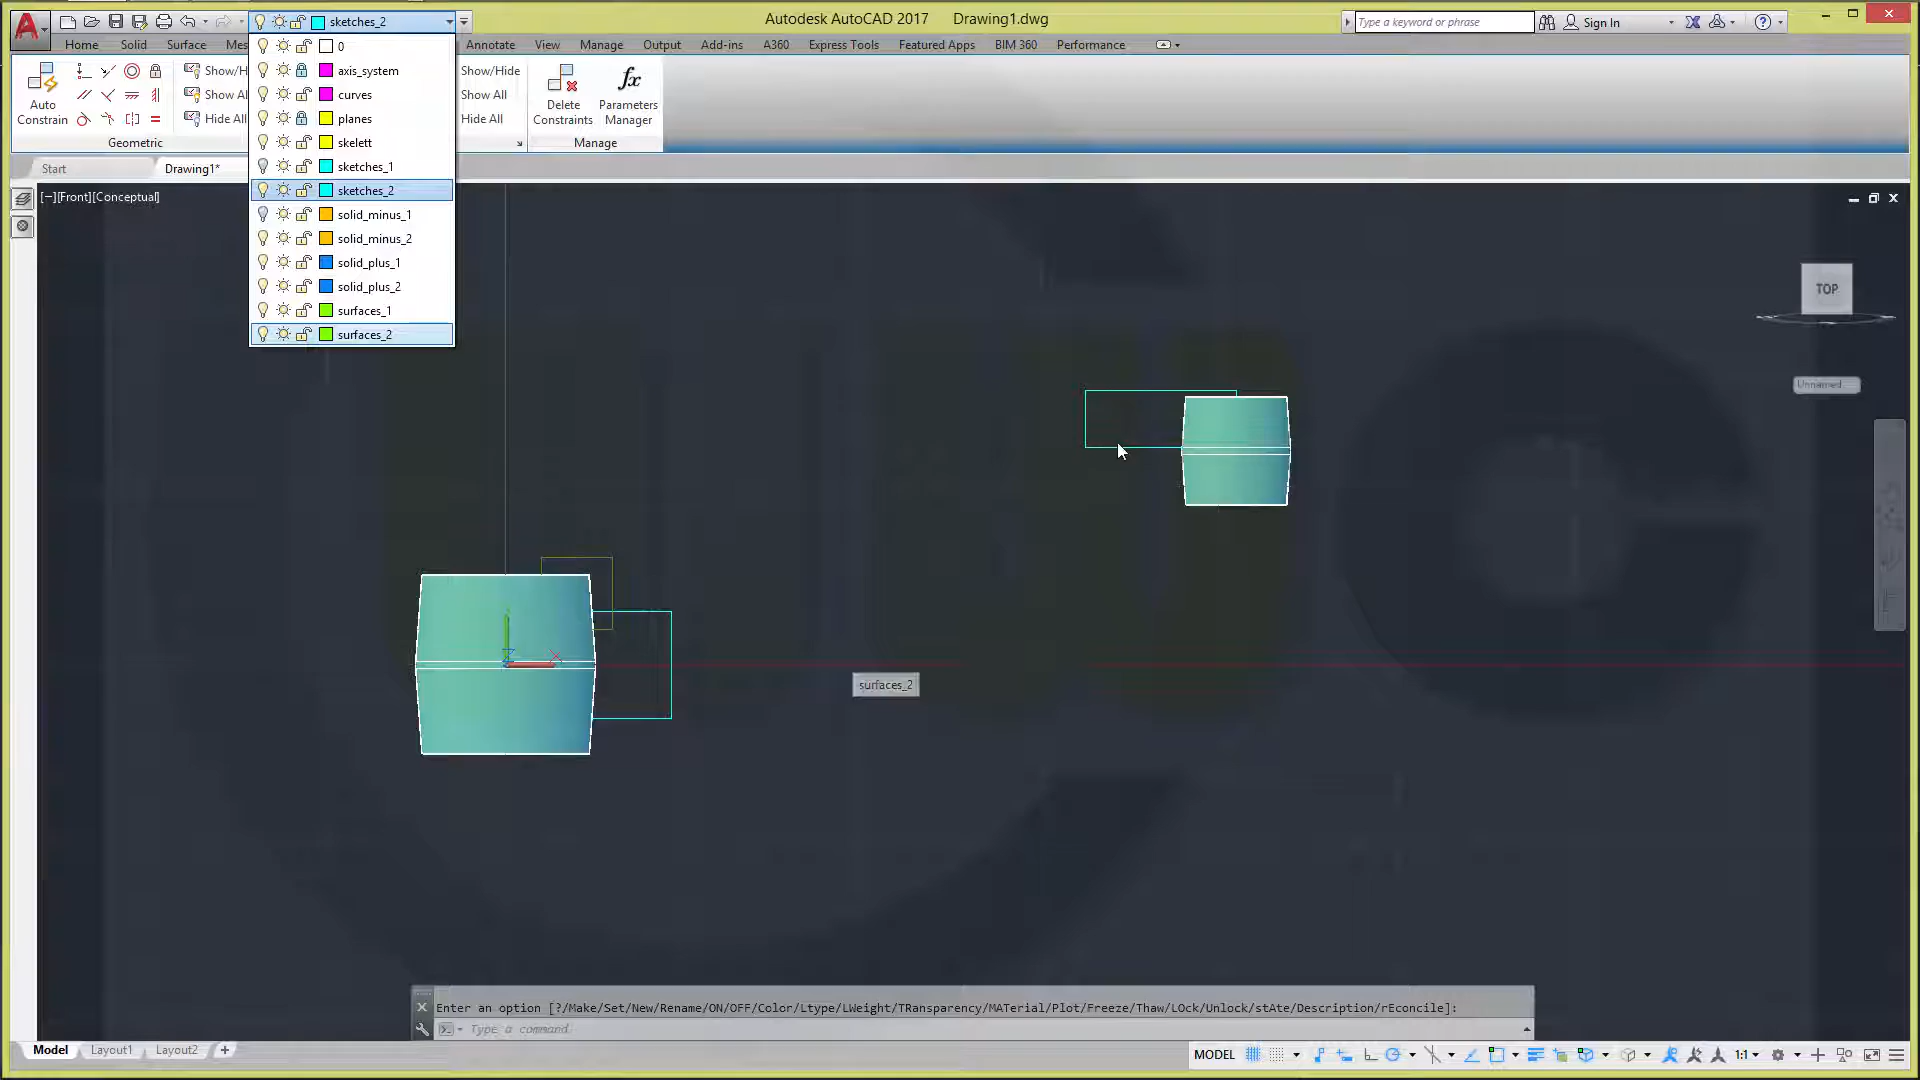 sketches_2
Autodesk AutoCAD 2017 Drawing1.dwg
Type a keyword or phrase
Sign In
Home Solid Surface Mes Annotate View Manage Output Add-ins A360 Express Tools Featured Apps BIM 360 Performance
0
axis_system
curves
planes
skelett
sketches_1
sketches_2
solid_minus_1
solid_minus_2
solid_plus_1
solid_plus_2
surfaces_1
surfaces_2
Auto Constrain
Show/H
Show Al
Hide All
Geometric
Show/Hide
Show All
Hide All
Delete Constraints
Parameters Manager
Manage
Start
Drawing1*
[−][Front][Conceptual]
TOP
Unnamed
surfaces_2
Enter an option [?/Make/Set/New/Rename/ON/OFF/Color/Ltype/LWeight/TRansparency/MATerial/Plot/Freeze/Thaw/LOck/Unlock/stAte/Description/rEconcile]:
Type a command
Model Layout1 Layout2 +
MODEL
1:1